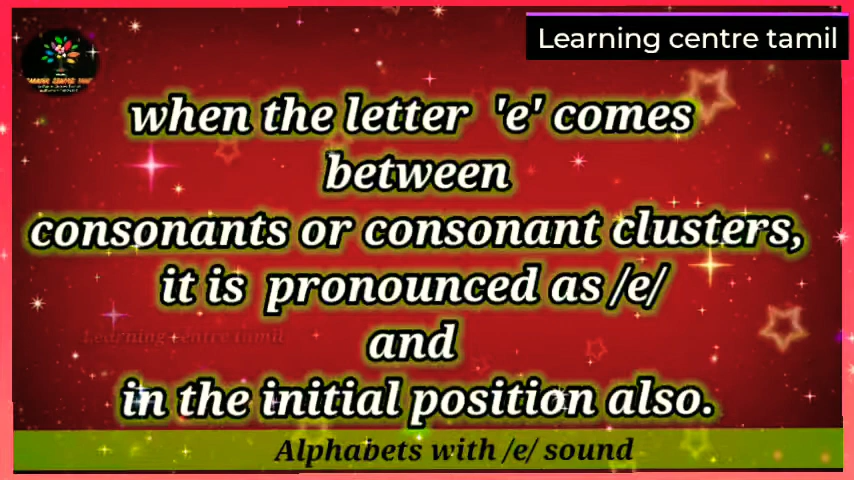 Learning centre tamil
when the letter 'e' comes
between
consonants or consonant clusters,
it is pronounced as /e/
Learning centre tamil
and
in the initial position also.
Alphabets with /e/ sound